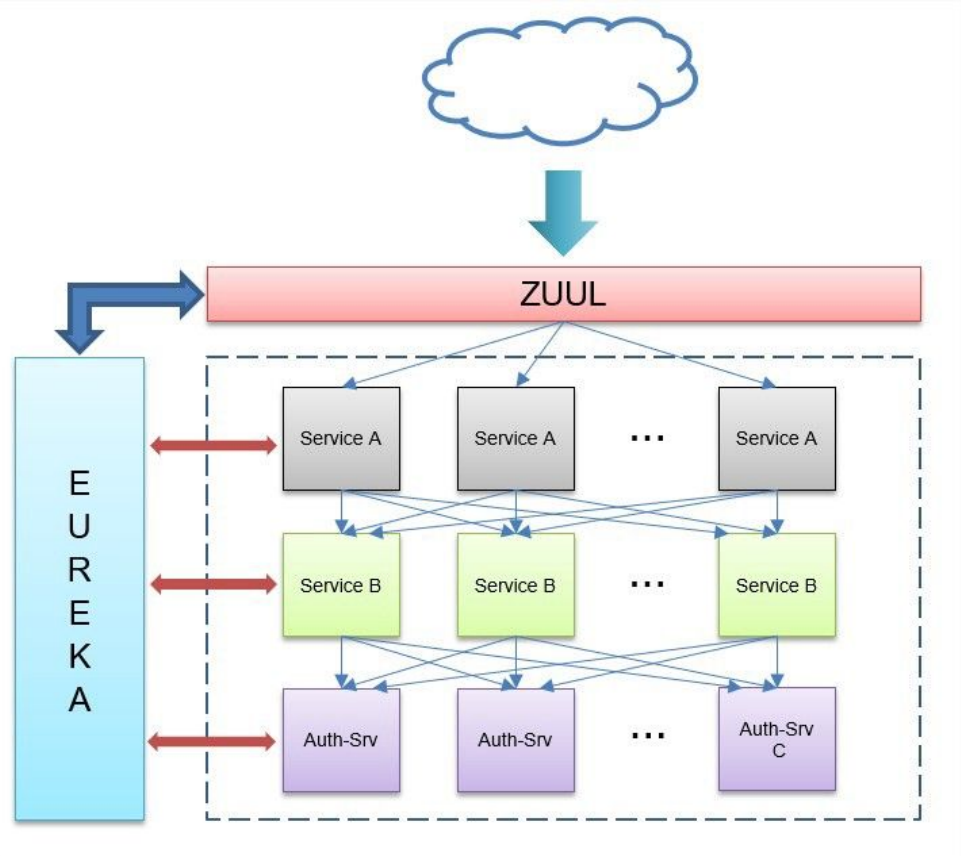 ZUUL
E
U
R
E
K
A
Service A
Service A
...
Service A
Service B
Service B
...
Service B
Auth-Srv
Auth-Srv
...
Auth-Srv
C